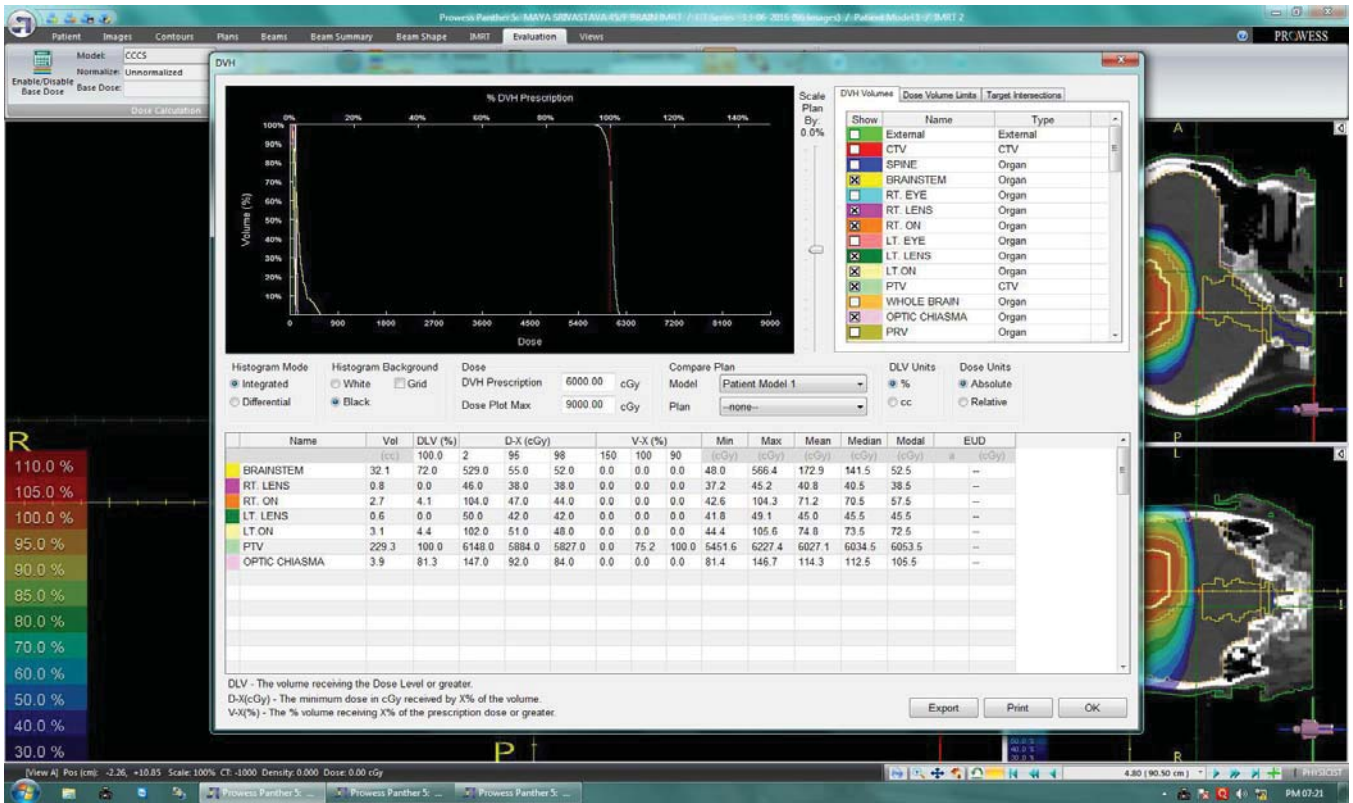 Prowess Panther 5: MAYA SRIVASTAVA 45/F BRAIN IMRT
Patient Images Contours Plans Beams Beam Summary Beam Shape IMRT Evaluation Views
PROWESS
Enable/Disable
Base Dose
Model: CCCS
Normalize: Unnormalized
Base Dose:
Dose Calculation
DVH
% DVH Prescription
0% 20% 40% 60% 80% 100% 120% 140%
100%
90%
80%
70%
60%
50%
40%
30%
20%
10%
Volume (%)
0 900 1800 2700 3600 4500 5400 6300 7200 8100 9000
Dose
Scale
Plan
By:
0.0%
DVH Volumes Dose Volume Limits Target Intersections
Show Name Type
External External
CTV CTV
SPINE Organ
BRAINSTEM Organ
RT. EYE Organ
RT. LENS Organ
RT. ON Organ
LT. EYE Organ
LT. LENS Organ
LT.ON Organ
PTV CTV
WHOLE BRAIN Organ
OPTIC CHIASMA Organ
PRV Organ
Histogram Mode
Integrated
Differential
Histogram Background
White Grid
Black
Dose
DVH Prescription 6000.00 cGy
Dose Plot Max 9000.00 cGy
Compare Plan
Model Patient Model 1
Plan --none--
DLV Units
%
cc
Dose Units
Absolute
Relative
Name Vol DLV (%) D-X (cGy) V-X (%) Min Max Mean Median Modal EUD
(cc) 100.0 2 95 98 150 100 90 (cGy) (cGy) (cGy) (cGy) (cGy) a (cGy)
BRAINSTEM 32.1 72.0 529.0 55.0 52.0 0.0 0.0 0.0 48.0 566.4 172.9 141.5 52.5 --
RT. LENS 0.8 0.0 46.0 38.0 38.0 0.0 0.0 0.0 37.2 45.2 40.8 40.5 38.5 --
RT. ON 2.7 4.1 104.0 47.0 44.0 0.0 0.0 0.0 42.6 104.3 71.2 70.5 57.5 --
LT. LENS 0.6 0.0 50.0 42.0 42.0 0.0 0.0 0.0 41.8 49.1 45.0 45.5 45.5 --
LT.ON 3.1 4.4 102.0 51.0 48.0 0.0 0.0 0.0 44.4 105.6 74.8 73.5 72.5 --
PTV 229.3 100.0 6148.0 5884.0 5827.0 0.0 75.2 100.0 5451.6 6227.4 6027.1 6034.5 6053.5 --
OPTIC CHIASMA 3.9 81.3 147.0 92.0 84.0 0.0 0.0 0.0 81.4 146.7 114.3 112.5 105.5 --
DLV - The volume receiving the Dose Level or greater.
D-X(cGy) - The minimum dose in cGy received by X% of the volume.
V-X(%) - The % volume receiving X% of the prescription dose or greater.
Export Print OK
R
110.0 %
105.0 %
100.0 %
95.0 %
90.0 %
85.0 %
80.0 %
70.0 %
60.0 %
50.0 %
40.0 %
30.0 %
P
A
I
P
L
I
R
[View A] Pos (cm): -2.26, +10.85 Scale: 100% CT: -1000 Density: 0.000 Dose: 0.00 cGy
4.80 (90.50 cm)
PHYSICIST
Prowess Panther 5: ... Prowess Panther 5: ... Prowess Panther 5: ...
PM 07:21